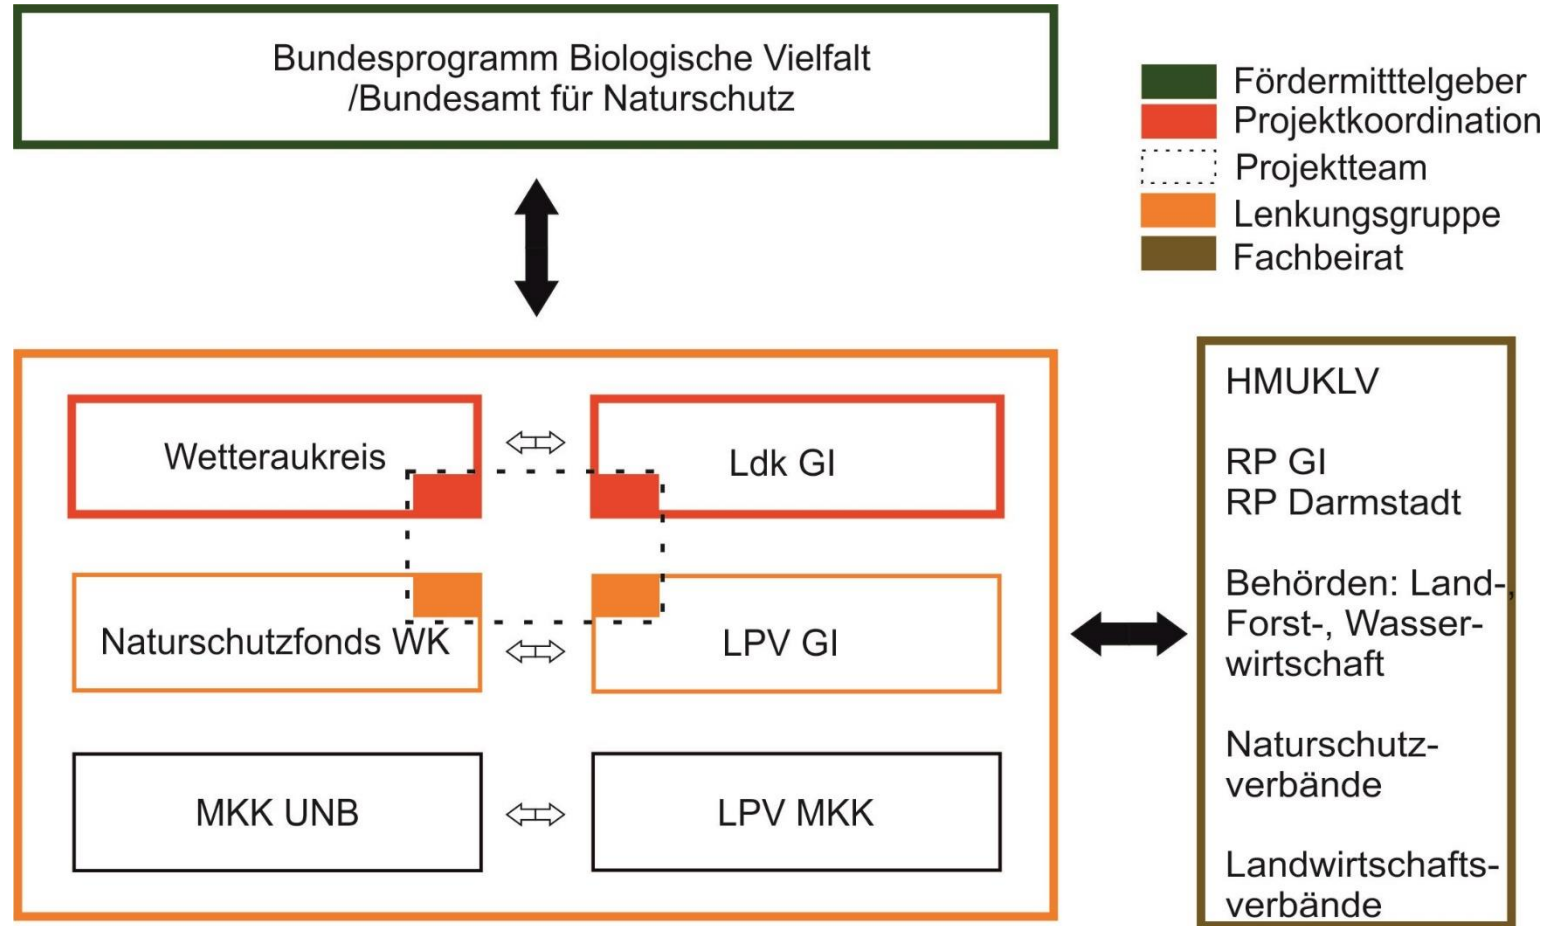 Bundesprogramm Biologische Vielfalt
/Bundesamt für Naturschutz
Fördermitttelgeber
Projektkoordination
Projektteam
Lenkungsgruppe
Fachbeirat
Wetteraukreis
Ldk GI
Naturschutzfonds WK
LPV GI
MKK UNB
LPV MKK
HMUKLV
RP GI
RP Darmstadt
Behörden: Land-,
Forst-, Wasser-
wirtschaft
Naturschutz-
verbände
Landwirtschafts-
verbände